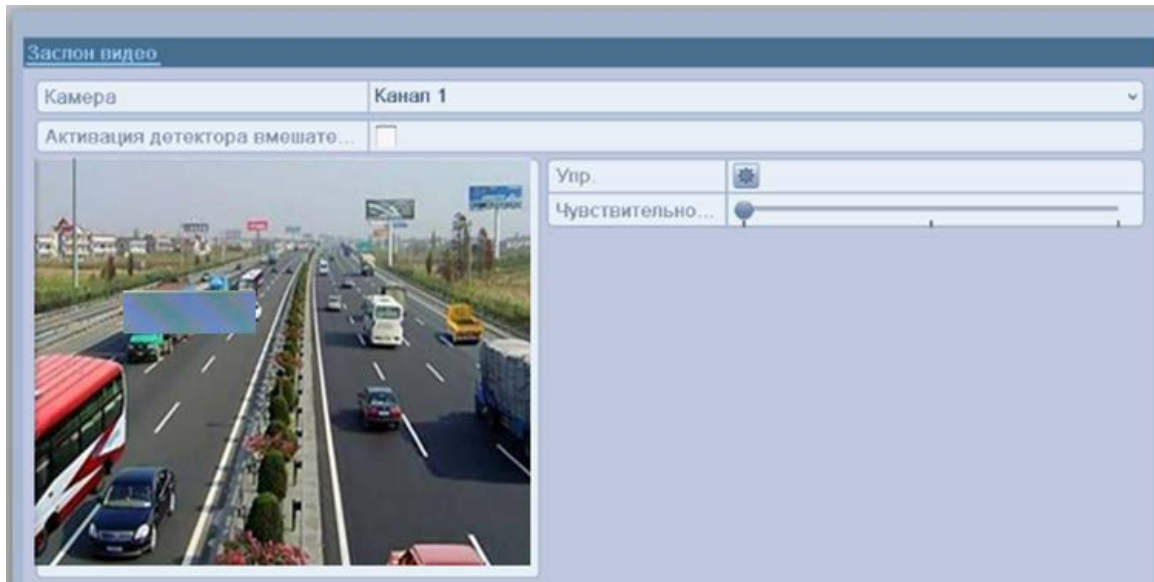 Заслон видео
Камера
Канал 1
Активация детектора вмешате...
Упр.
Чувствительно...